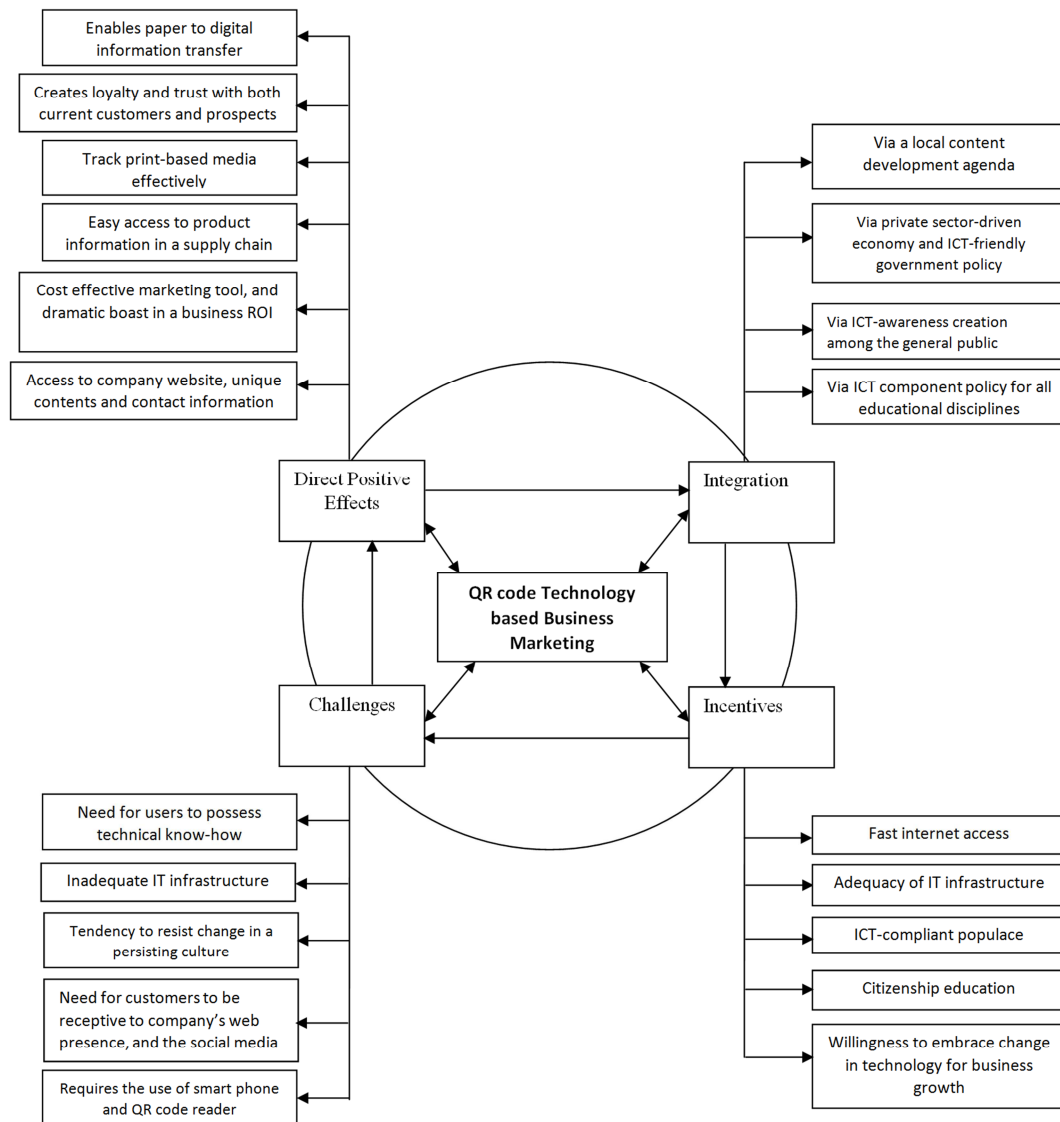 Enables paper to digital
information transfer
Creates loyalty and trust with both
current customers and prospects
Track print-based media
effectively
Easy access to product
information in a supply chain
Cost effective marketing tool, and
dramatic boast in a business ROI
Access to company website, unique
contents and contact information
Via a local content
development agenda
Via private sector-driven
economy and ICT-friendly
government policy
Via ICT-awareness creation
among the general public
Via ICT component policy for all
educational disciplines
Direct Positive
Effects
Integration
QR code Technology
based Business
Marketing
Challenges
Incentives
Need for users to possess
technical know-how
Inadequate IT infrastructure
Tendency to resist change in a
persisting culture
Need for customers to be
receptive to company’s web
presence, and the social media
Requires the use of smart phone
and QR code reader
Fast internet access
Adequacy of IT infrastructure
ICT-compliant populace
Citizenship education
Willingness to embrace change
in technology for business
growth